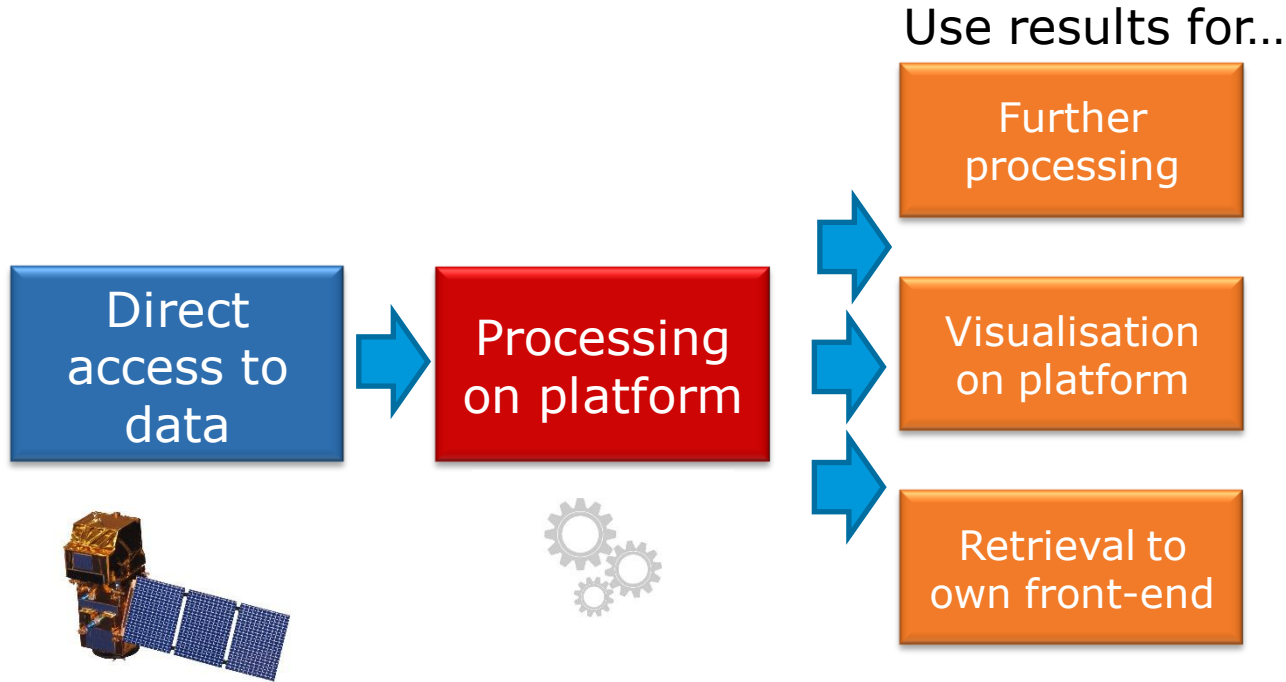 Use results for…
Further
processing
Direct
access to
data
Processing
on platform
Visualisation
on platform
Retrieval to
own front-end